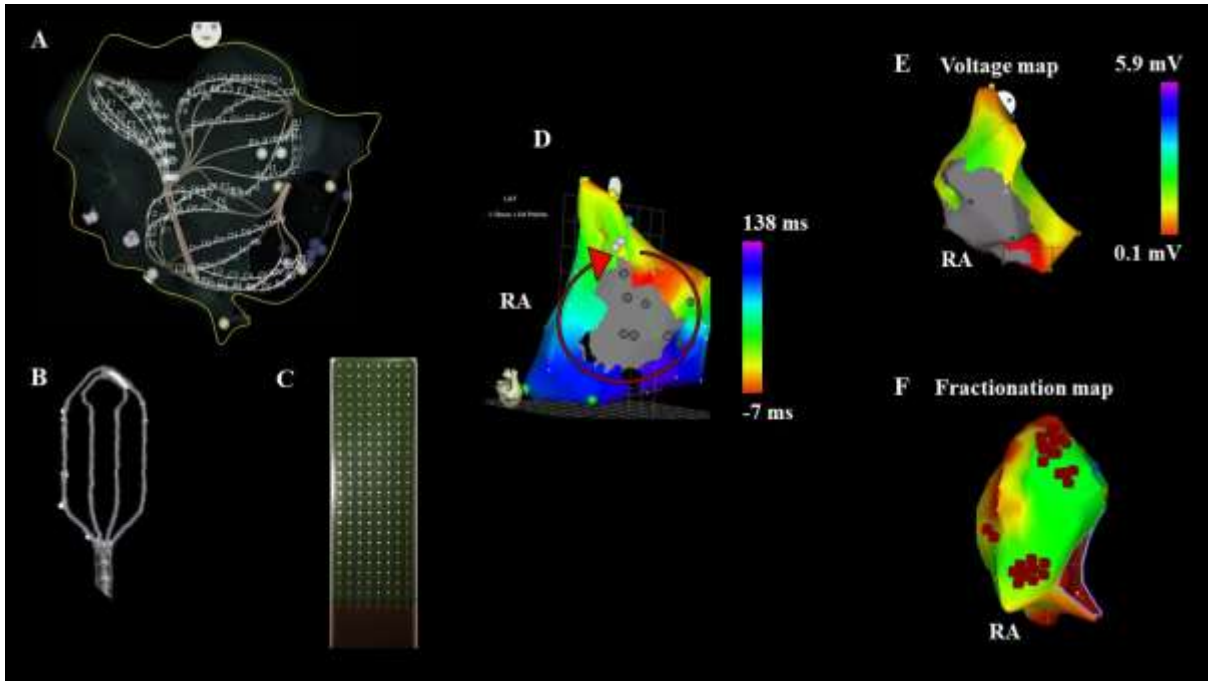 A
B
C
D
RA
138 ms
-7 ms
E
Voltage map
5.9 mV
0.1 mV
RA
F
Fractionation map
RA